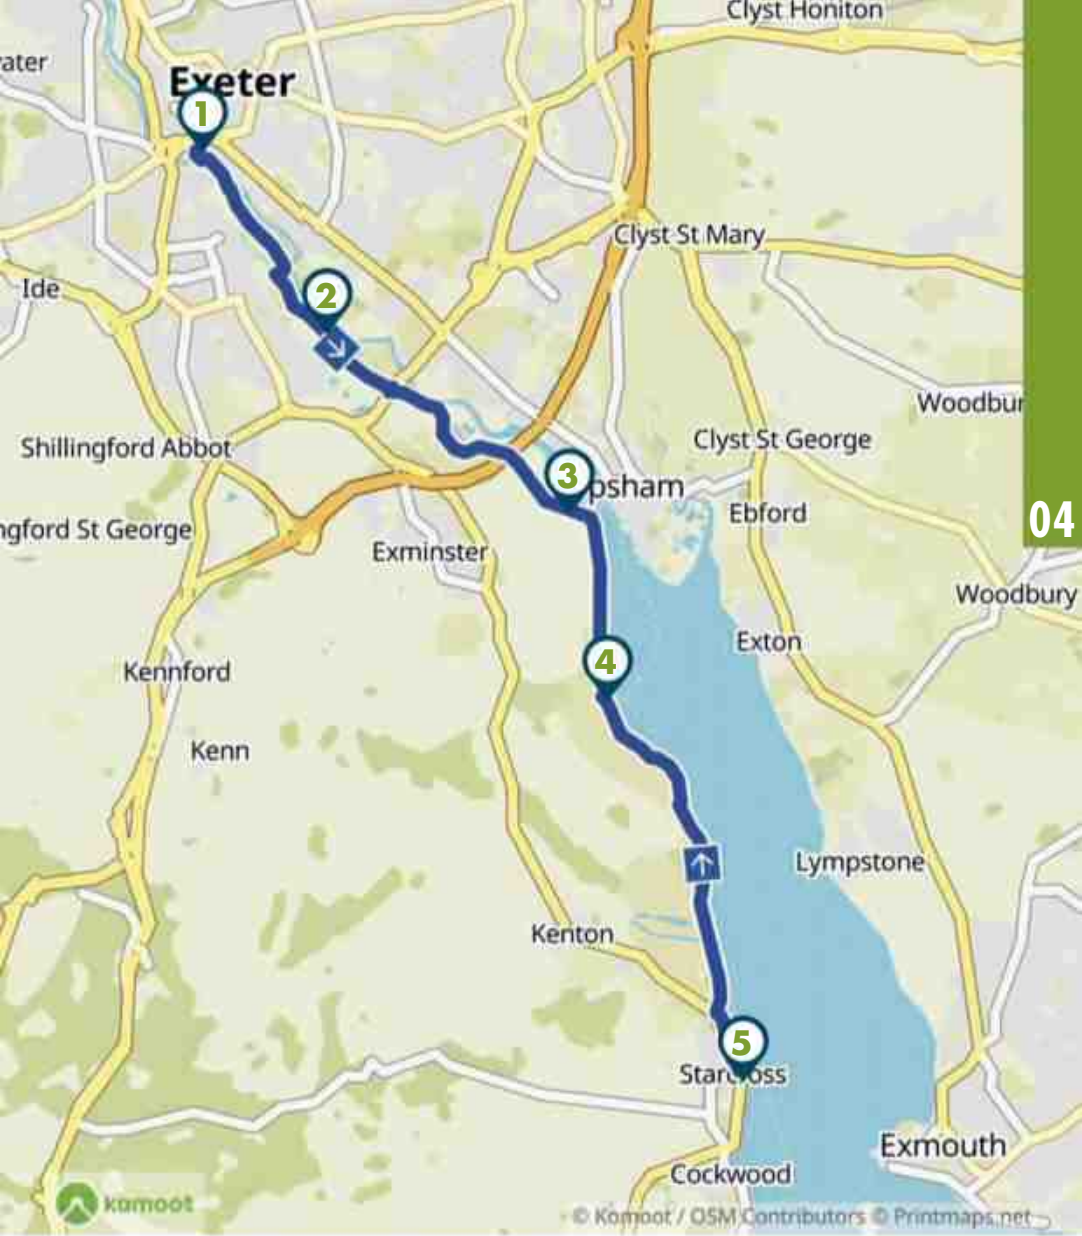 Clyst Honiton
ater
Exeter
1
Clyst St Mary
Ide
2
Woodbur
Clyst St George
Shillingford Abbot
3
psham
Ebford
04
ngford St George
Exminster
Woodbury
Exton
4
Kennford
Kenn
Lympstone
Kenton
5
Starcross
Exmouth
Cockwood
komoot
© Komoot / OSM Contributors © Printmaps.net